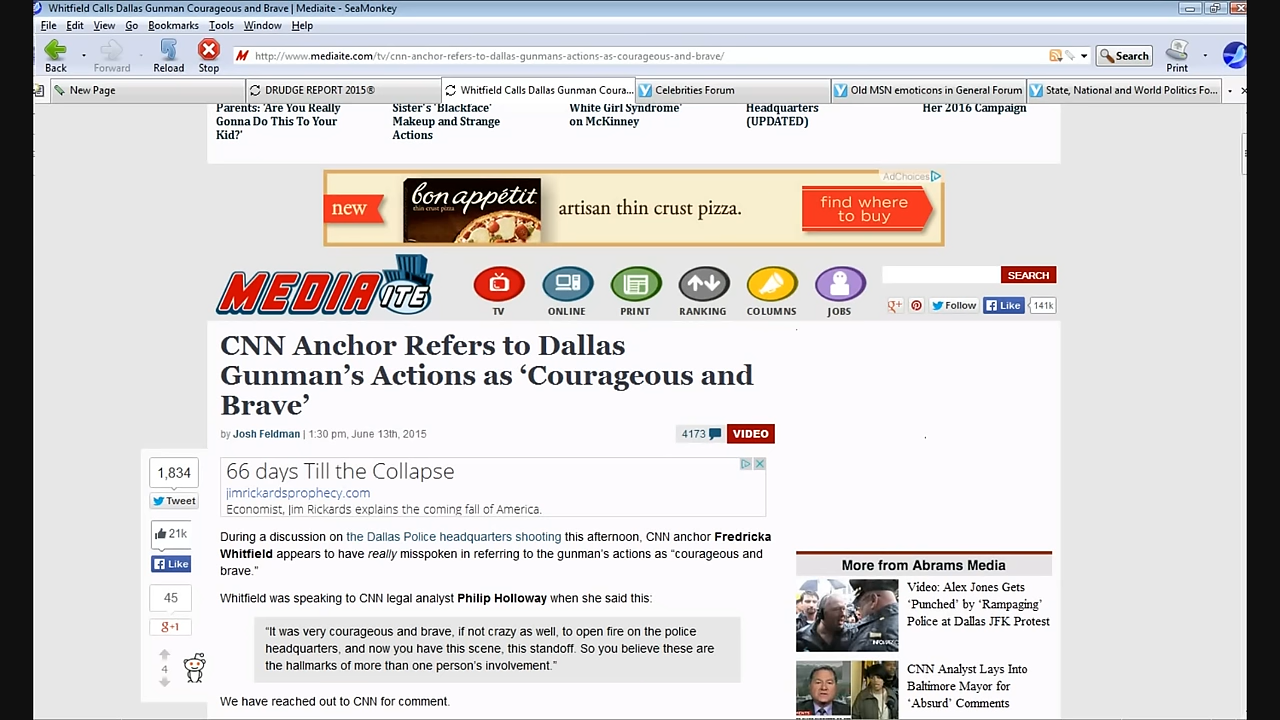 Whitfield Calls Dallas Gunman Courageous and Brave | Mediaite - SeaMonkey
File Edit View Go Bookmarks Tools Window Help
Back Forward Reload Stop
http://www.mediaite.com/tv/cnn-anchor-refers-to-dallas-gunmans-actions-as-courageous-and-brave/
Search
Print
New Page
DRUDGE REPORT 2015®
Whitfield Calls Dallas Gunman Coura...
Celebrities Forum
Old MSN emoticons in General Forum
State, National and World Politics Fo...
Parents: 'Are You Really
Gonna Do This To Your
Kid?'
Sister's 'Blackface'
Makeup and Strange
Actions
White Girl Syndrome'
on McKinney
Headquarters
(UPDATED)
Her 2016 Campaign
AdChoices
new
bon appétit
thin crust pizza
artisan thin crust pizza.
find where
to buy
MEDIAITE
TV
ONLINE
PRINT
RANKING
COLUMNS
JOBS
SEARCH
g+
Follow
Like
141k
CNN Anchor Refers to Dallas
Gunman's Actions as 'Courageous and
Brave'
by Josh Feldman | 1:30 pm, June 13th, 2015
4173
VIDEO
1,834
Tweet
21k
Like
45
g+1
4
66 days Till the Collapse
jimrickardsprophecy.com
Economist, Jim Rickards explains the coming fall of America.
During a discussion on the Dallas Police headquarters shooting this afternoon, CNN anchor Fredricka
Whitfield appears to have really misspoken in referring to the gunman's actions as "courageous and
brave."
Whitfield was speaking to CNN legal analyst Philip Holloway when she said this:
"It was very courageous and brave, if not crazy as well, to open fire on the police
headquarters, and now you have this scene, this standoff. So you believe these are
the hallmarks of more than one person's involvement."
We have reached out to CNN for comment.
More from Abrams Media
Video: Alex Jones Gets
'Punched' by 'Rampaging'
Police at Dallas JFK Protest
CNN Analyst Lays Into
Baltimore Mayor for
'Absurd' Comments